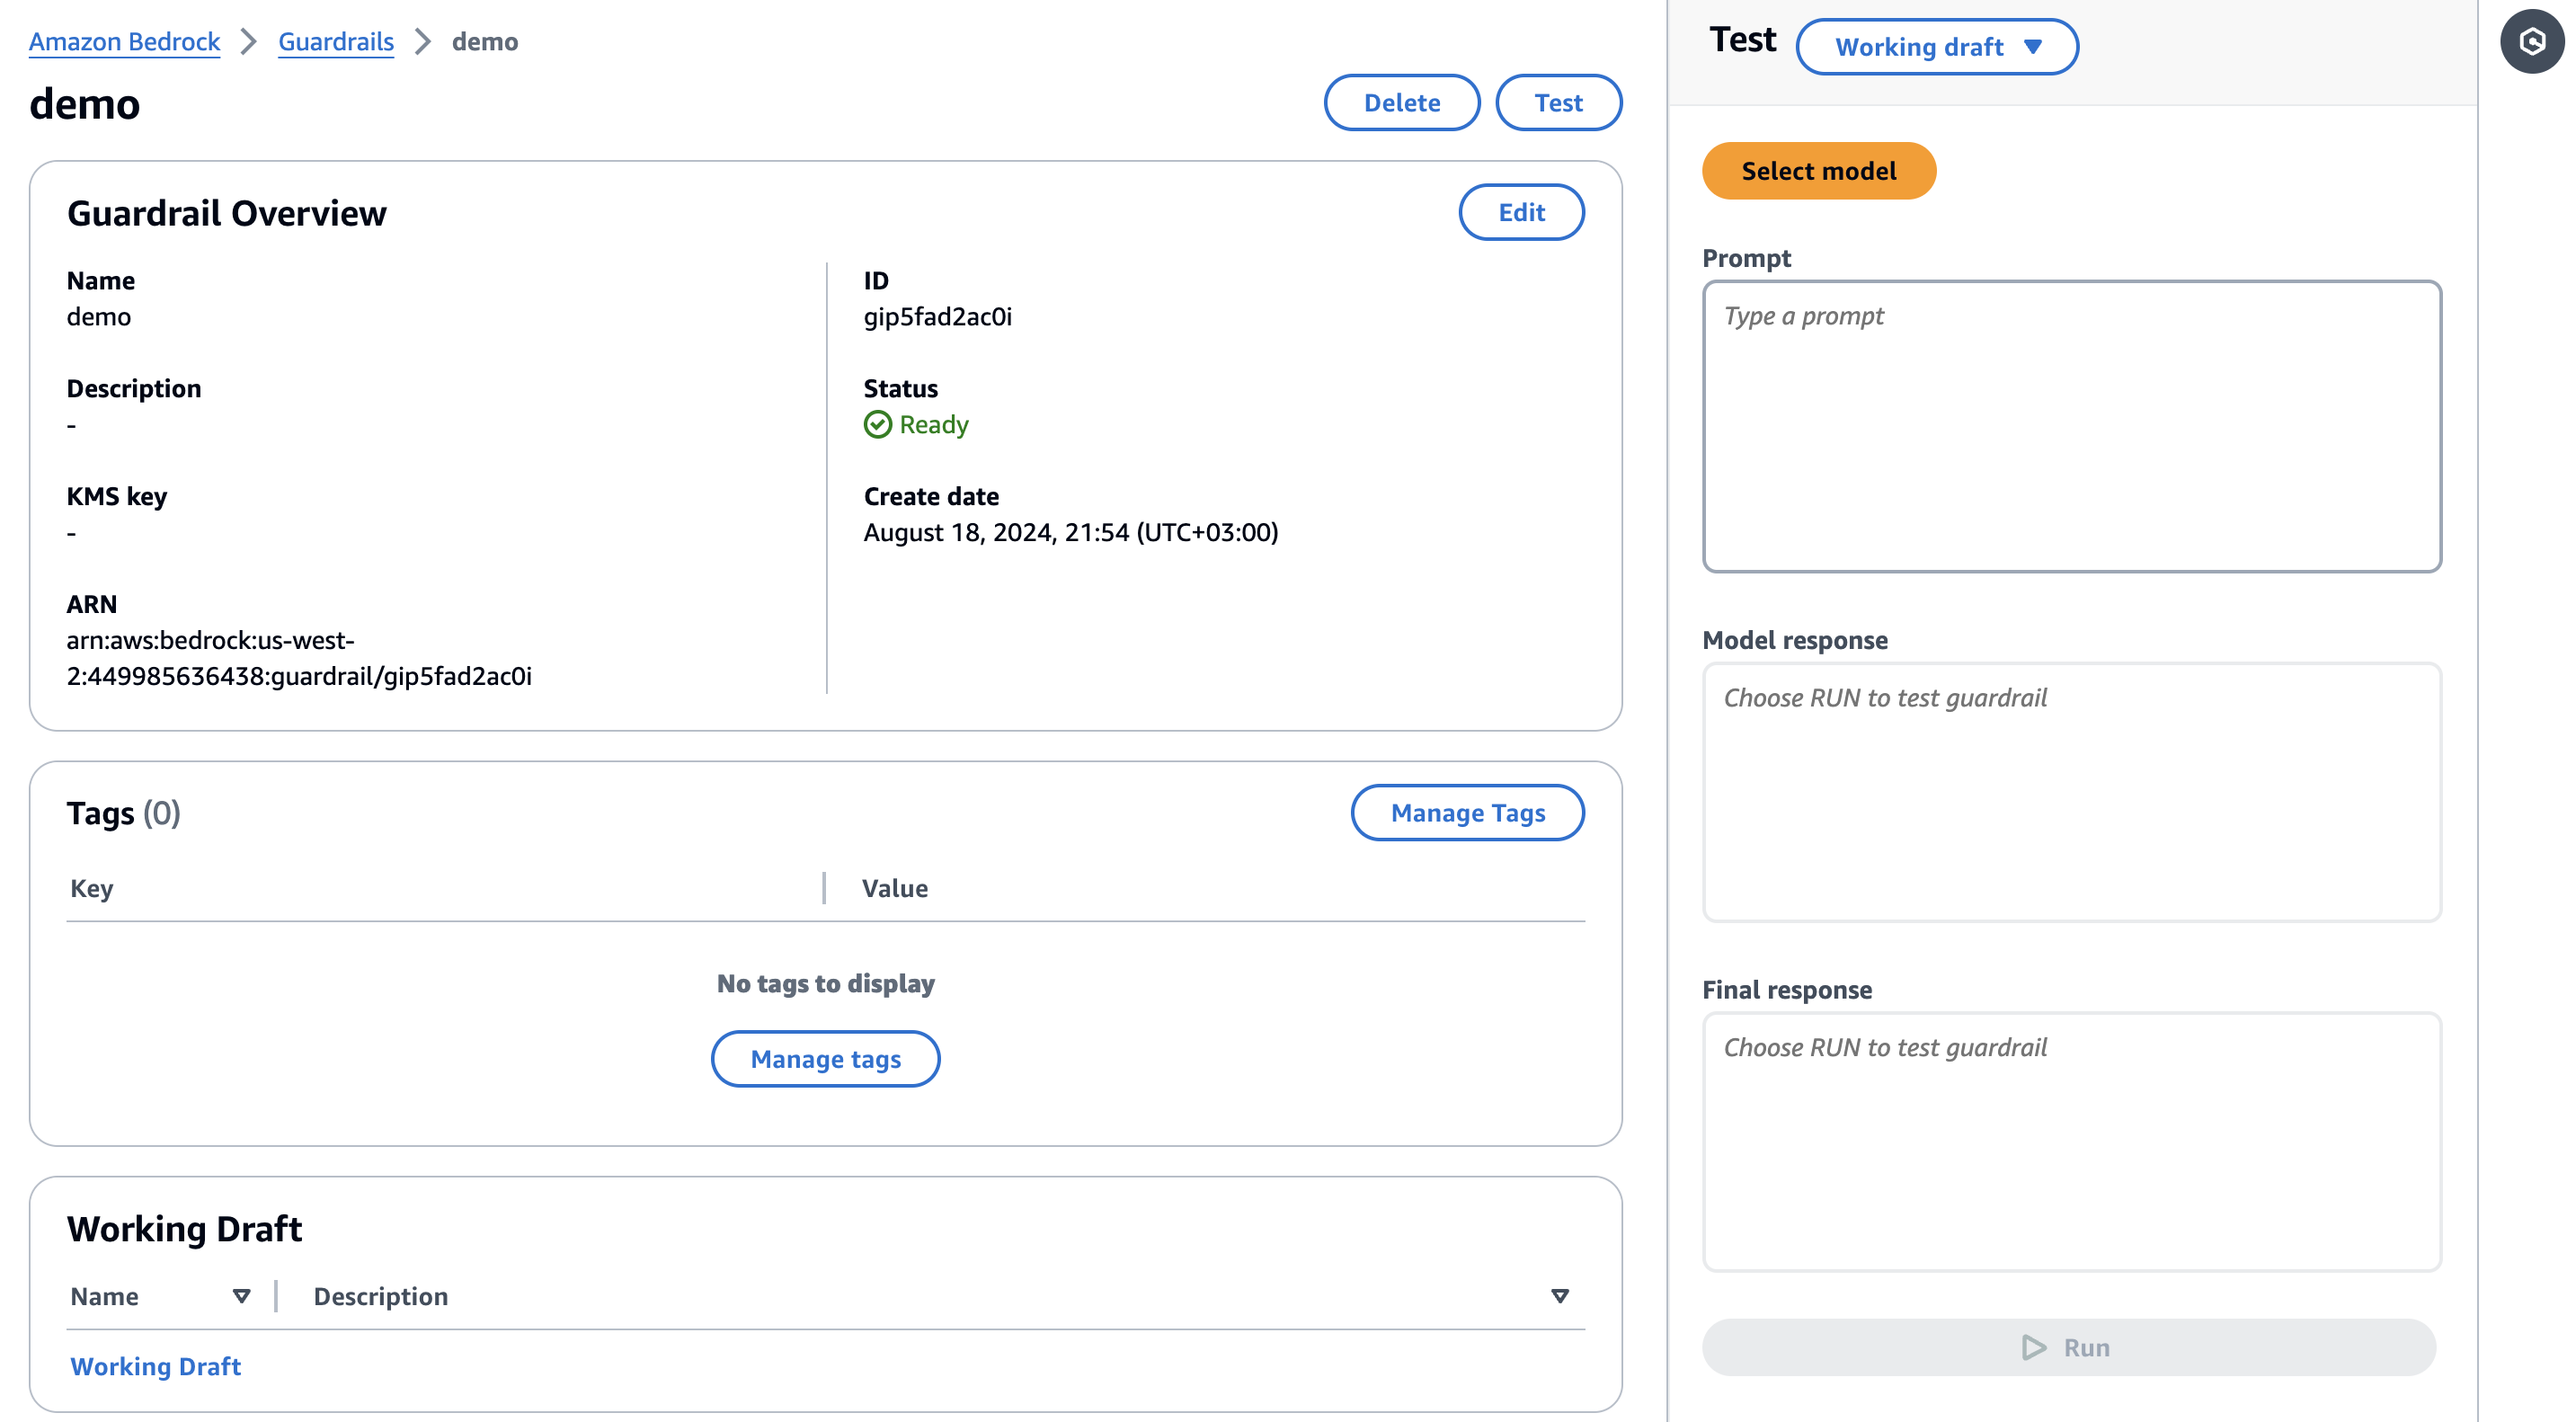 Amazon Bedrock > Guardrails > demo
demo
Delete
Test
Guardrail Overview
Edit
Name
demo
Description
-
KMS key
-
ARN
arn:aws:bedrock:us-west-
2:449985636438:guardrail/gip5fad2ac0i
ID
gip5fad2ac0i
Status
Ready
Create date
August 18, 2024, 21:54 (UTC+03:00)
Tags (0)
Manage Tags
Key
Value
No tags to display
Manage tags
Working Draft
Name
Description
Working Draft
Test
Working draft
Select model
Prompt
Type a prompt
Model response
Choose RUN to test guardrail
Final response
Choose RUN to test guardrail
Run